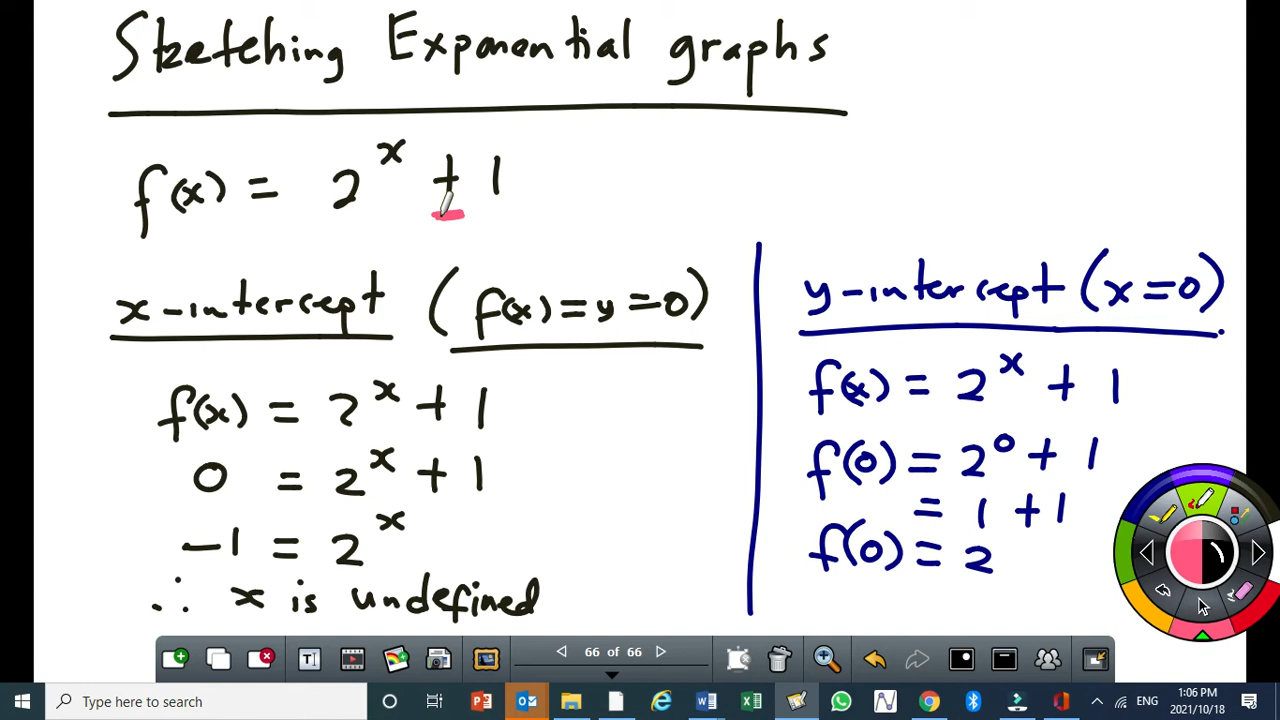 Sketching Exponential graphs
f(x) = 2^x + 1
x-intercept (f(x)=y=0)
f(x) = 2^x + 1
0 = 2^x + 1
-1 = 2^x
∴ x is undefined
y-intercept (x=0)
f(x) = 2^x + 1
f(0) = 2^0 + 1
= 1 + 1
f(0) = 2
66 of 66
Type here to search
ENG
1:06 PM
2021/10/18